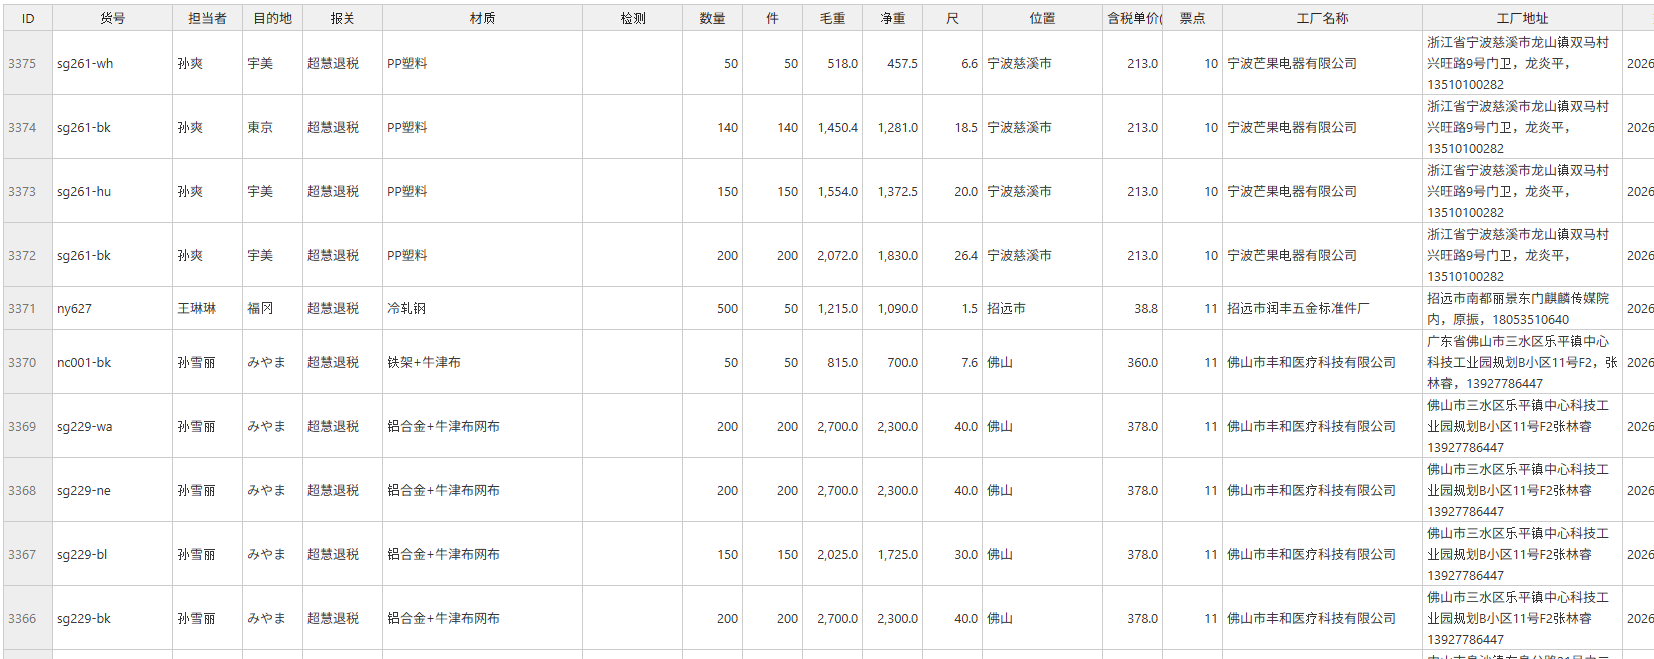 ID 货号 担当者 目的地 报关 材质 检测 数量 件 毛重 净重 尺 位置 含税单价( 票点 工厂名称 工厂地址
3375 sg261-wh 孙爽 宇美 超慧退税 PP塑料 50 50 518.0 457.5 6.6 宁波慈溪市 213.0 10 宁波芒果电器有限公司 浙江省宁波慈溪市龙山镇双马村 2026
兴旺路9号门卫，龙炎平，
13510100282
3374 sg261-bk 孙爽 東京 超慧退税 PP塑料 140 140 1,450.4 1,281.0 18.5 宁波慈溪市 213.0 10 宁波芒果电器有限公司 浙江省宁波慈溪市龙山镇双马村 2026
兴旺路9号门卫，龙炎平，
13510100282
3373 sg261-hu 孙爽 宇美 超慧退税 PP塑料 150 150 1,554.0 1,372.5 20.0 宁波慈溪市 213.0 10 宁波芒果电器有限公司 浙江省宁波慈溪市龙山镇双马村 2026
兴旺路9号门卫，龙炎平，
13510100282
3372 sg261-bk 孙爽 宇美 超慧退税 PP塑料 200 200 2,072.0 1,830.0 26.4 宁波慈溪市 213.0 10 宁波芒果电器有限公司 浙江省宁波慈溪市龙山镇双马村 2026
兴旺路9号门卫，龙炎平，
13510100282
3371 ny627 王琳琳 福冈 超慧退税 冷轧钢 500 50 1,215.0 1,090.0 1.5 招远市 38.8 11 招远市润丰五金标准件厂 招远市南都丽景东门麒麟传媒院 2026
内，原振，18053510640
3370 nc001-bk 孙雪丽 みやま 超慧退税 铁架+牛津布 50 50 815.0 700.0 7.6 佛山 360.0 11 佛山市丰和医疗科技有限公司 广东省佛山市三水区乐平镇中心 2026
科技工业园规划B小区11号F2，张
林睿，13927786447
3369 sg229-wa 孙雪丽 みやま 超慧退税 铝合金+牛津布网布 200 200 2,700.0 2,300.0 40.0 佛山 378.0 11 佛山市丰和医疗科技有限公司 佛山市三水区乐平镇中心科技工 2026
业园规划B小区11号F2张林睿
13927786447
3368 sg229-ne 孙雪丽 みやま 超慧退税 铝合金+牛津布网布 200 200 2,700.0 2,300.0 40.0 佛山 378.0 11 佛山市丰和医疗科技有限公司 佛山市三水区乐平镇中心科技工 2026
业园规划B小区11号F2张林睿
13927786447
3367 sg229-bl 孙雪丽 みやま 超慧退税 铝合金+牛津布网布 150 150 2,025.0 1,725.0 30.0 佛山 378.0 11 佛山市丰和医疗科技有限公司 佛山市三水区乐平镇中心科技工 2026
业园规划B小区11号F2张林睿
13927786447
3366 sg229-bk 孙雪丽 みやま 超慧退税 铝合金+牛津布网布 200 200 2,700.0 2,300.0 40.0 佛山 378.0 11 佛山市丰和医疗科技有限公司 佛山市三水区乐平镇中心科技工 2026
业园规划B小区11号F2张林睿
13927786447